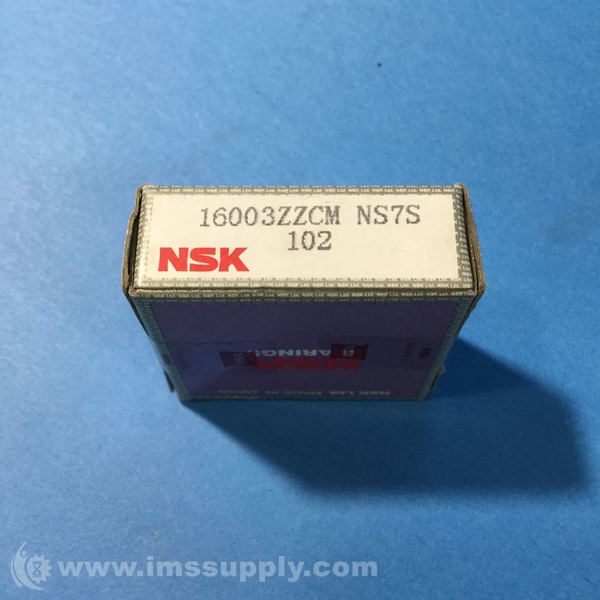 16003ZZCM NS7S
102
NSK
BEARINGS
NSK
NSK Ltd. MADE IN JAPAN
www.imssupply.com